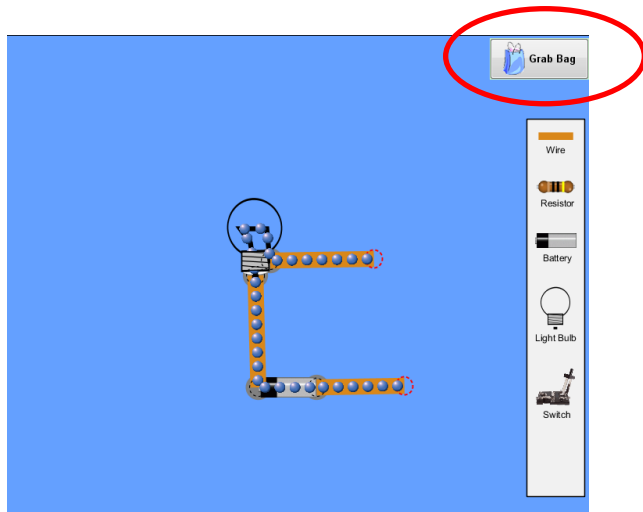 Grab Bag
Wire
Resistor
Battery
Light Bulb
Switch